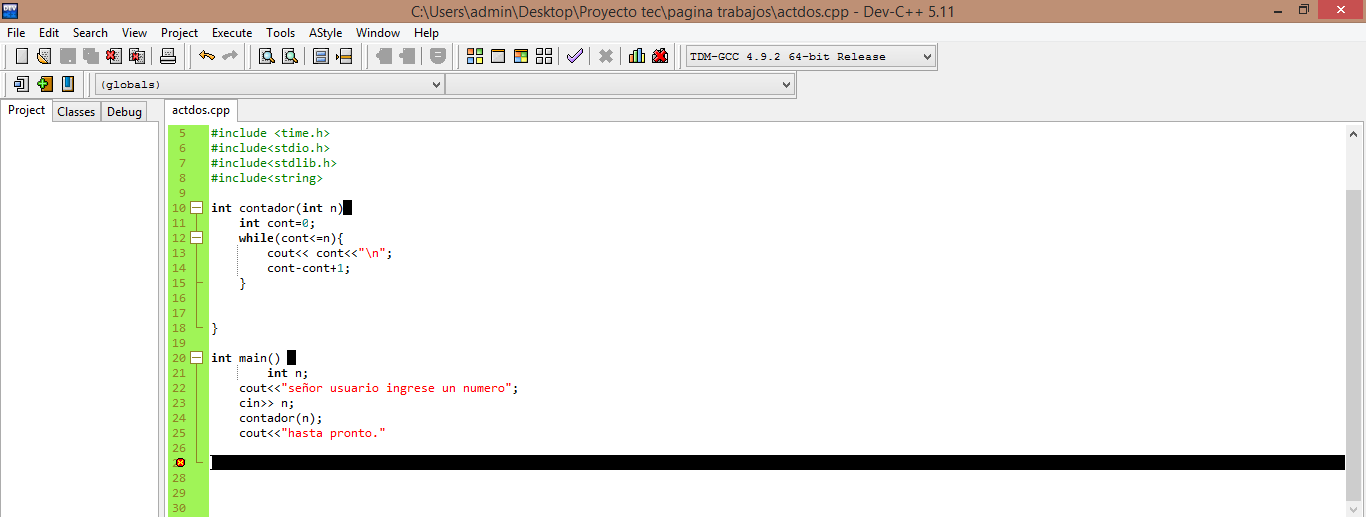 C:\Users\admin\Desktop\Proyecto tec\pagina trabajos\actdos.cpp - Dev-C++ 5.11
File Edit Search View Project Execute Tools AStyle Window Help
TDM-GCC 4.9.2 64-bit Release
(globals)
Project Classes Debug actdos.cpp
5 #include <time.h>
6 #include<stdio.h>
7 #include<stdlib.h>
8 #include<string>
9
10 int contador(int n)
11 int cont=0;
12 while(cont<=n){
13 cout<< cont<<"\n";
14 cont-cont+1;
15 }
16
17
18 }
19
20 int main()
21 int n;
22 cout<<"señor usuario ingrese un numero";
23 cin>> n;
24 contador(n);
25 cout<<"hasta pronto."
26
28
29
30